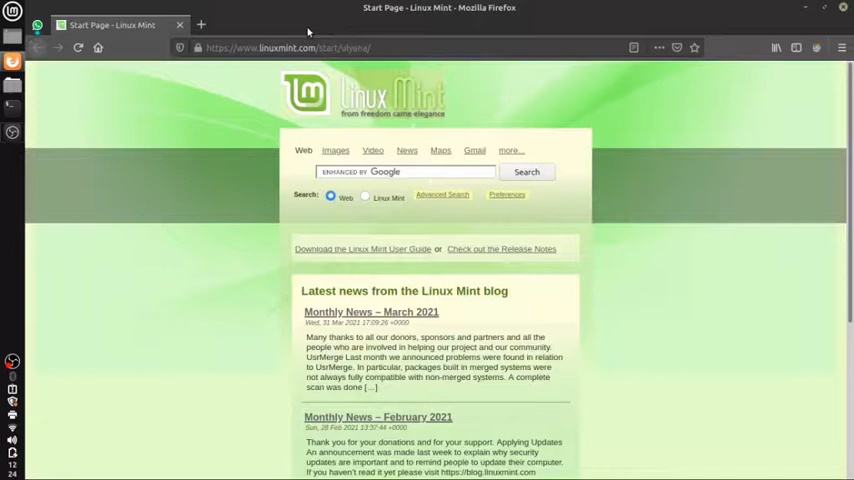 Start Page - Linux Mint - Mozilla Firefox
Start Page - Linux Mint
https://www.linuxmint.com/start/ulyana/
Linux Mint
from freedom came elegance
Web Images Video News Maps Gmail more...
ENHANCED BY Google Search
Search: Web Linux Mint Advanced Search Preferences
Download the Linux Mint User Guide or Check out the Release Notes
Latest news from the Linux Mint blog
Monthly News – March 2021
Wed, 31 Mar 2021 17:09:26 +0000
Many thanks to all our donors, sponsors and partners and all the
people who are involved in helping our project and our community.
UsrMerge Last month we announced problems were found in relation
to UsrMerge. In particular, packages built in merged systems were
not always fully compatible with non-merged systems. A complete
scan was done […]
Monthly News – February 2021
Sun, 28 Feb 2021 13:37:44 +0000
Thank you for your donations and for your support. Applying Updates
An announcement was made last week to explain why security
updates are important and to remind people to update their computer.
If you haven't read it yet please visit https://blog.linuxmint.com
12
24